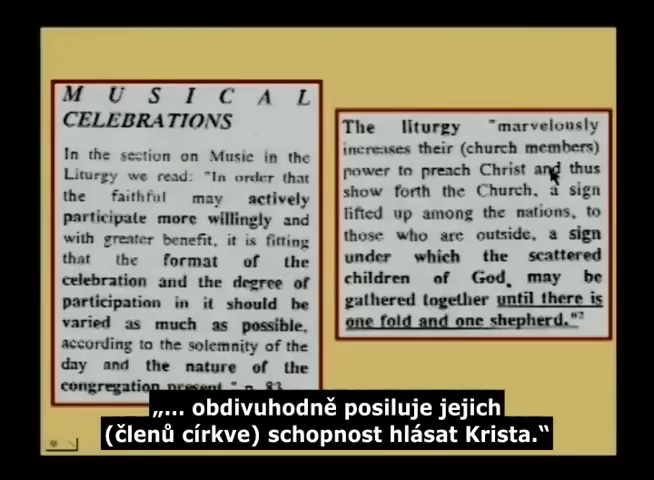 M U S I C A L
CELEBRATIONS
In the section on Music in the
Liturgy we read: "In order that
the faithful may actively
participate more willingly and
with greater benefit, it is fitting
that the format of the
celebration and the degree of
participation in it should be
varied as much as possible,
according to the solemnity of the
day and the nature of the
congregation present." p. 83
The liturgy "marvelously
increases their (church members)
power to preach Christ and thus
show forth the Church, a sign
lifted up among the nations, to
those who are outside, a sign
under which the scattered
children of God, may be
gathered together until there is
one fold and one shepherd."²
„... obdivuhodně posiluje jejich
(členů církve) schopnost hlásat Krista.“